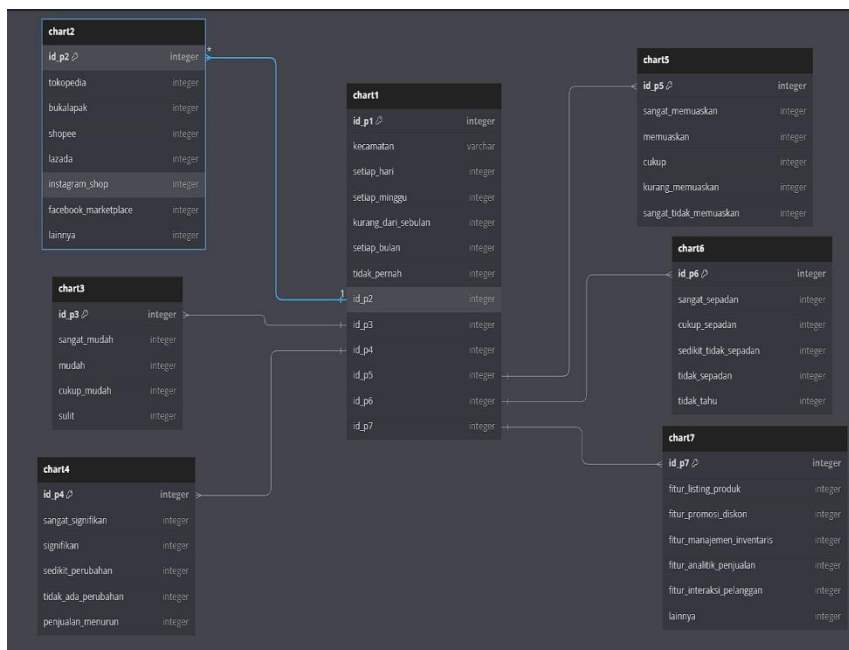 chart2
id_p2 integer
tokopedia integer
bukalapak integer
shopee integer
lazada integer
instagram_shop integer
facebook_marketplace integer
lainnya integer
*
chart3
id_p3 integer
sangat_mudah integer
mudah integer
cukup_mudah integer
sulit integer
chart4
id_p4 integer
sangat_signifikan integer
signifikan integer
sedikit_perubahan integer
tidak_ada_perubahan integer
penjualan_menurun integer
chart1
id_p1 integer
kecamatan varchar
setiap_hari integer
setiap_minggu integer
kurang_dari_sebulan integer
setiap_bulan integer
tidak_pernah integer
1
id_p2 integer
id_p3 integer
id_p4 integer
id_p5 integer
id_p6 integer
id_p7 integer
chart5
id_p5 integer
sangat_memuaskan integer
memuaskan integer
cukup integer
kurang_memuaskan integer
sangat_tidak_memuaskan integer
chart6
id_p6 integer
sangat_sepadan integer
cukup_sepadan integer
sedikit_tidak_sepadan integer
tidak_sepadan integer
tidak_tahu integer
chart7
id_p7 integer
fitur_listing_produk integer
fitur_promosi_diskon integer
fitur_manajemen_inventaris integer
fitur_analitik_penjualan integer
fitur_interaksi_pelanggan integer
lainnya integer